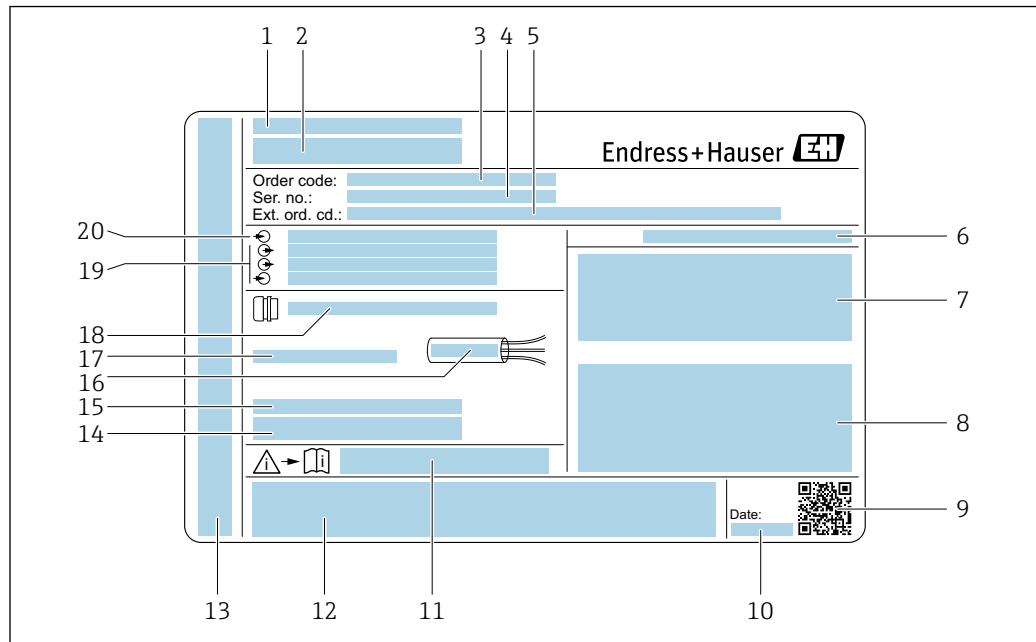 1 2 3 4 5
Endress+Hauser EH
Order code:
Ser. no.:
Ext. ord. cd.:
20
6
19
7
i
18
17
16
15
14
8
i i
9
Date:
13 12 11 10